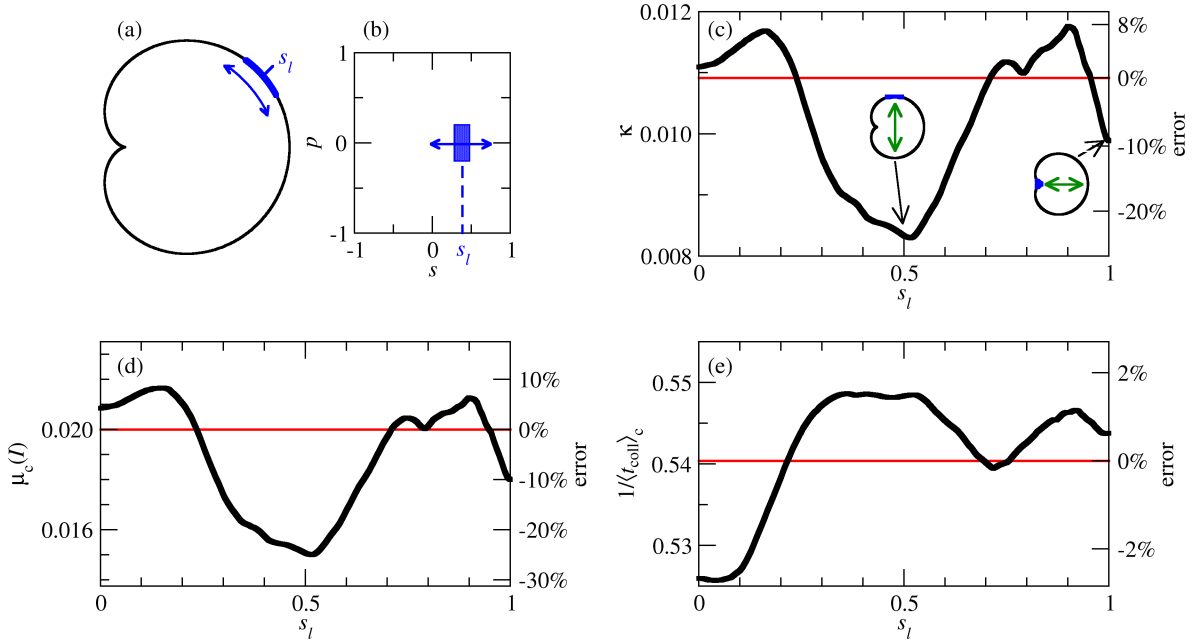 (a)
s_l
(b)
1
p
0
-1
-1
0
s_l
1
s
(c)
0.012
κ
0.010
0.008
8%
0%
-10%
-20%
error
0
0.5
1
s_l
(d)
μ_c(I)
0.020
0.016
10%
0%
-10%
-20%
-30%
error
0
0.5
1
s_l
(e)
1/⟨t_coll⟩_c
0.55
0.54
0.53
2%
0%
-2%
error
0
0.5
1
s_l